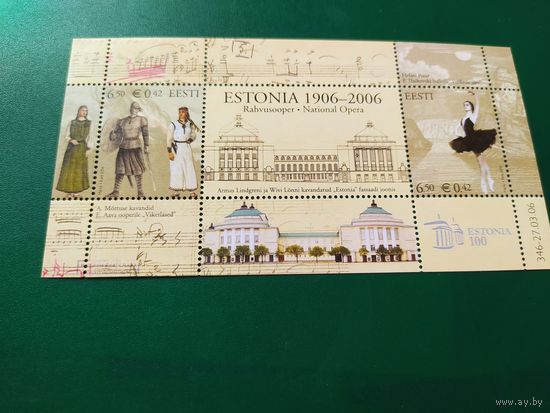 6.50 € 0.42 EESTI
A. Mõttuse kavandid
E. Aava ooperile „Vikerlased”
ESTONIA 1906–2006
Rahvusooper • National Opera
Armas Lindgreni ja Wivi Lönni kavandatud „Estonia” fassaadi joonis
EESTI
6.50 € 0.42
ESTONIA
100
346-27.03.06
www.ay.by